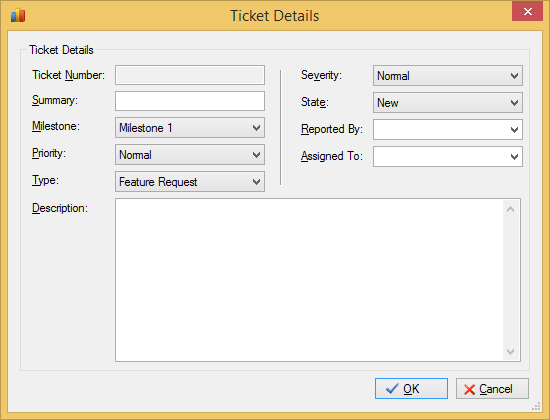 Ticket Details
Ticket Details
Ticket Number:
Summary:
Milestone: Milestone 1
Priority: Normal
Type: Feature Request
Severity: Normal
State: New
Reported By:
Assigned To:
Description:
OK Cancel